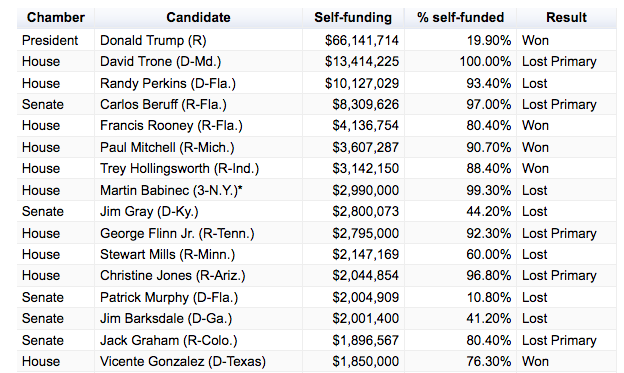 Chamber Candidate Self-funding % self-funded Result
President Donald Trump (R) $66,141,714 19.90% Won
House David Trone (D-Md.) $13,414,225 100.00% Lost Primary
House Randy Perkins (D-Fla.) $10,127,029 93.40% Lost
Senate Carlos Beruff (R-Fla.) $8,309,626 97.00% Lost Primary
House Francis Rooney (R-Fla.) $4,136,754 80.40% Won
House Paul Mitchell (R-Mich.) $3,607,287 90.70% Won
House Trey Hollingsworth (R-Ind.) $3,142,150 88.40% Won
House Martin Babinec (3-N.Y.)* $2,990,000 99.30% Lost
Senate Jim Gray (D-Ky.) $2,800,073 44.20% Lost
House George Flinn Jr. (R-Tenn.) $2,795,000 92.30% Lost Primary
House Stewart Mills (R-Minn.) $2,147,169 60.00% Lost
House Christine Jones (R-Ariz.) $2,044,854 96.80% Lost Primary
Senate Patrick Murphy (D-Fla.) $2,004,909 10.80% Lost
Senate Jim Barksdale (D-Ga.) $2,001,400 41.20% Lost
Senate Jack Graham (R-Colo.) $1,896,567 80.40% Lost Primary
House Vicente Gonzalez (D-Texas) $1,850,000 76.30% Won